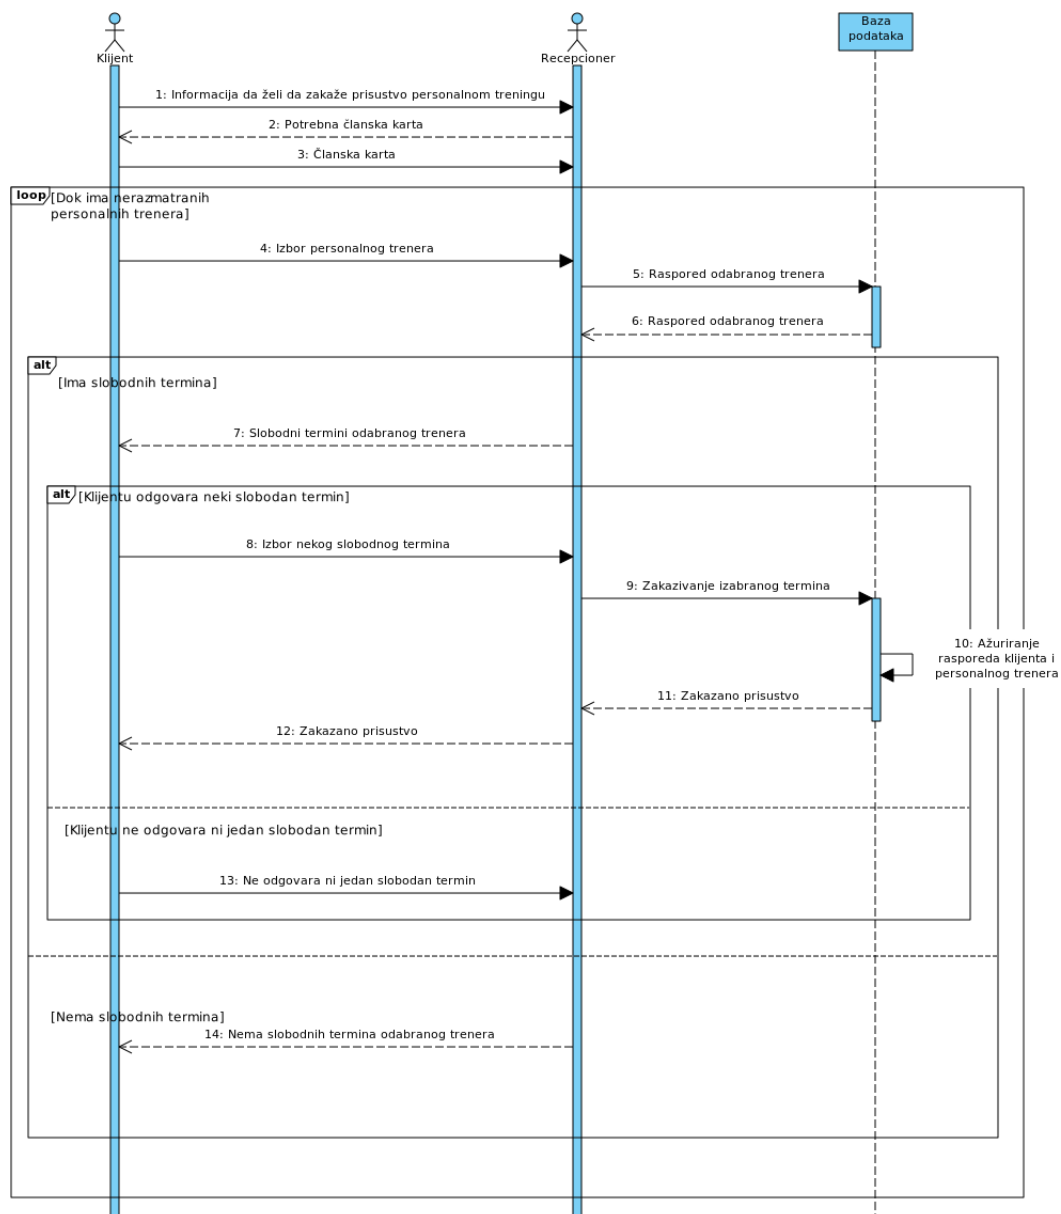 Klijent
Recepcioner
Baza
podataka
1: Informacija da želi da zakaže prisustvo personalnom treningu
2: Potrebna članska karta
3: Članska karta
loop
[Dok ima nerazmatranih
personalnih trenera]
4: Izbor personalnog trenera
5: Raspored odabranog trenera
6: Raspored odabranog trenera
alt
[Ima slobodnih termina]
7: Slobodni termini odabranog trenera
alt
[Klijentu odgovara neki slobodan termin]
8: Izbor nekog slobodnog termina
9: Zakazivanje izabranog termina
10: Ažuriranje
rasporeda klijenta i
personalnog trenera
11: Zakazano prisustvo
12: Zakazano prisustvo
[Klijentu ne odgovara ni jedan slobodan termin]
13: Ne odgovara ni jedan slobodan termin
[Nema slobodnih termina]
14: Nema slobodnih termina odabranog trenera